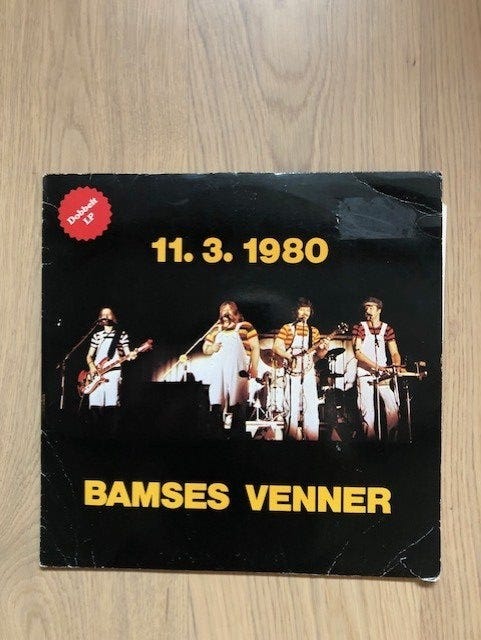 Dobbelt
LP
11. 3. 1980
BAMSES VENNER